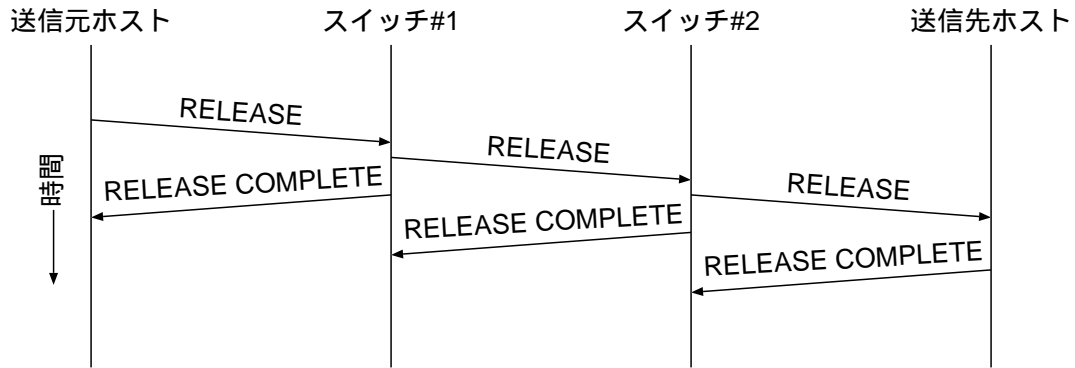 送信元ホスト
スイッチ#1
スイッチ#2
送信先ホスト
RELEASE
RELEASE
RELEASE
時間
RELEASE COMPLETE
RELEASE COMPLETE
RELEASE COMPLETE